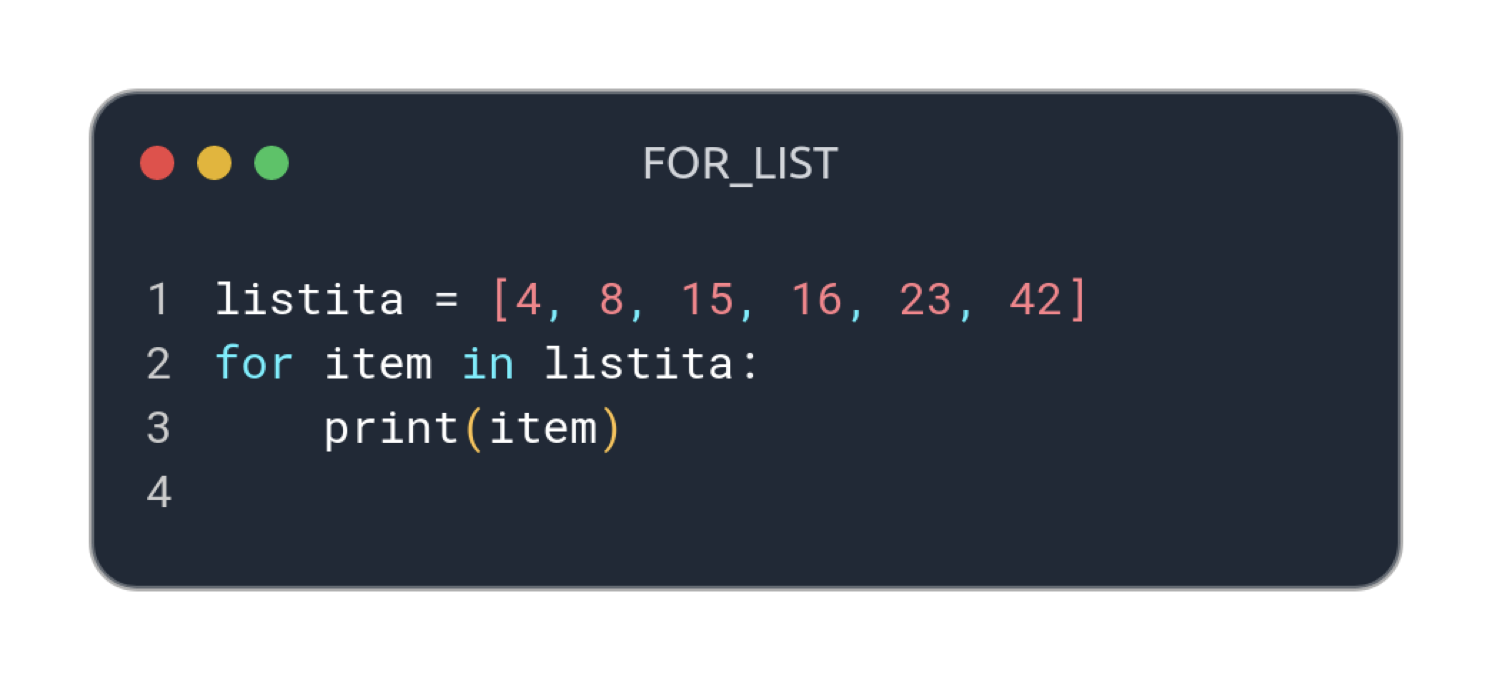 FOR_LIST
1 listita = [4, 8, 15, 16, 23, 42]
2 for item in listita:
3     print(item)
4